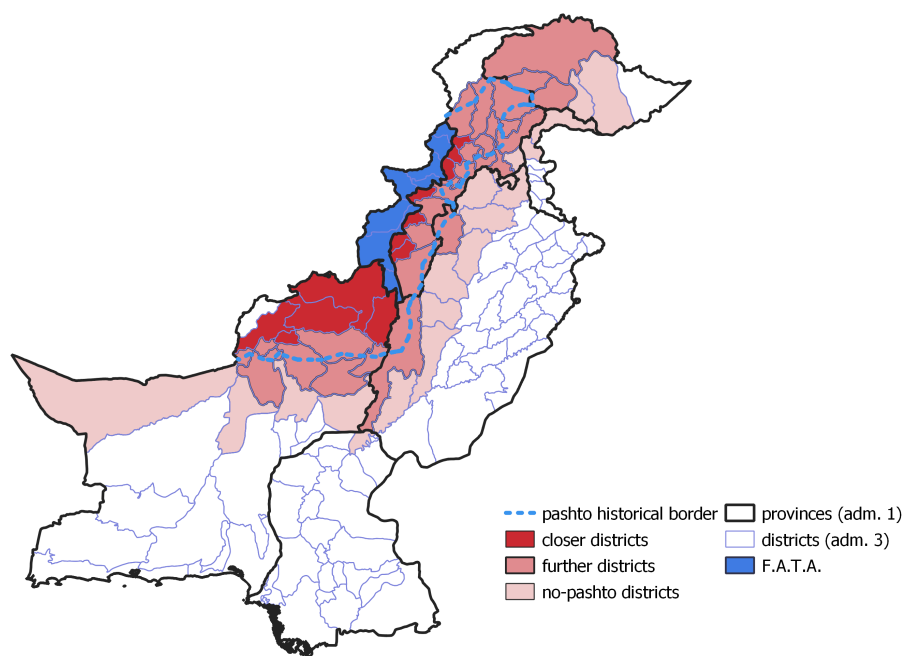 pashto historical border
closer districts
further districts
no-pashto districts
provinces (adm. 1)
districts (adm. 3)
F.A.T.A.